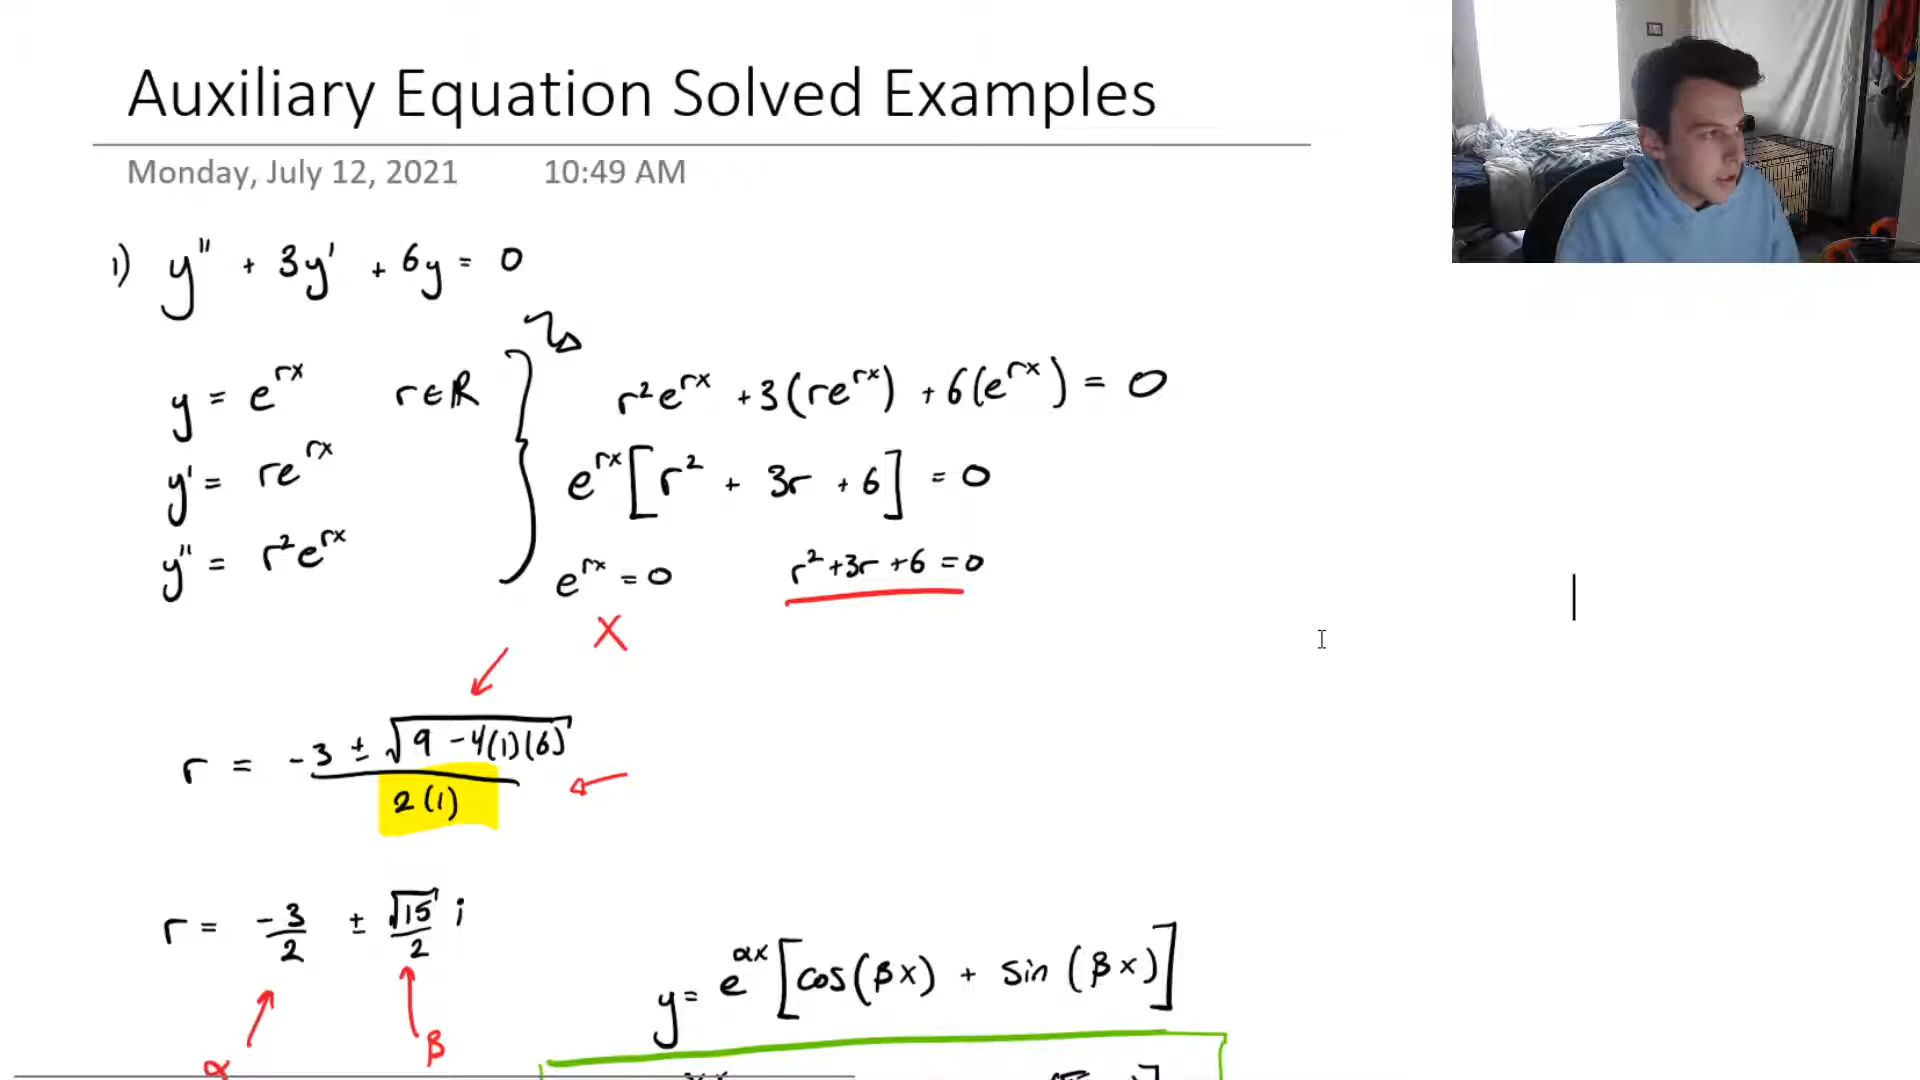 Auxiliary Equation Solved Examples
Monday, July 12, 2021 10:49 AM
1) y'' + 3y' + 6y = 0
y = e^rx r∈ℝ
y' = re^rx
y'' = r²e^rx
r²e^rx + 3(re^rx) + 6(e^rx) = 0
e^rx [r² + 3r + 6] = 0
e^rx = 0 r² + 3r + 6 = 0
X
r = -3 ± √9 - 4(1)(6) / 2(1)
r = -3/2 ± √15/2 i
α β
y = e^αx [cos(βx) + sin(βx)]